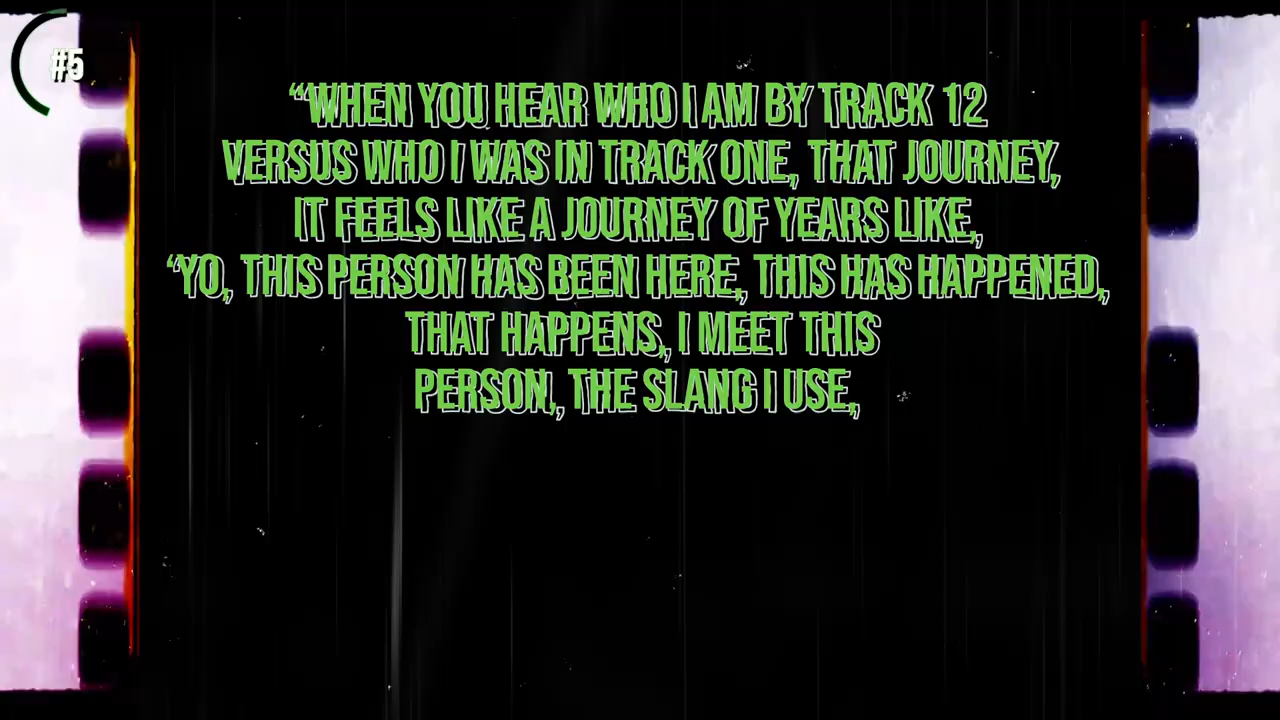 #5
“WHEN YOU HEAR WHO I AM BY TRACK 12
VERSUS WHO I WAS IN TRACK ONE, THAT JOURNEY,
IT FEELS LIKE A JOURNEY OF YEARS LIKE,
‘YO, THIS PERSON HAS BEEN HERE, THIS HAS HAPPENED,
THAT HAPPENS, I MEET THIS
PERSON, THE SLANG I USE,